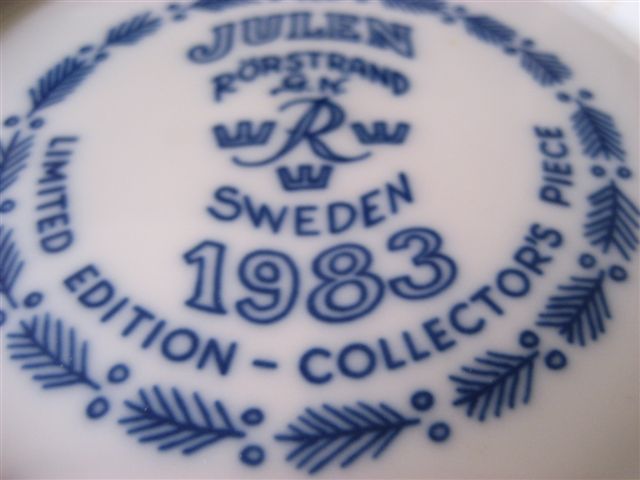 JULEN
RÖRSTRAND
G.N
R
SWEDEN
1983
LIMITED EDITION - COLLECTOR'S PIECE